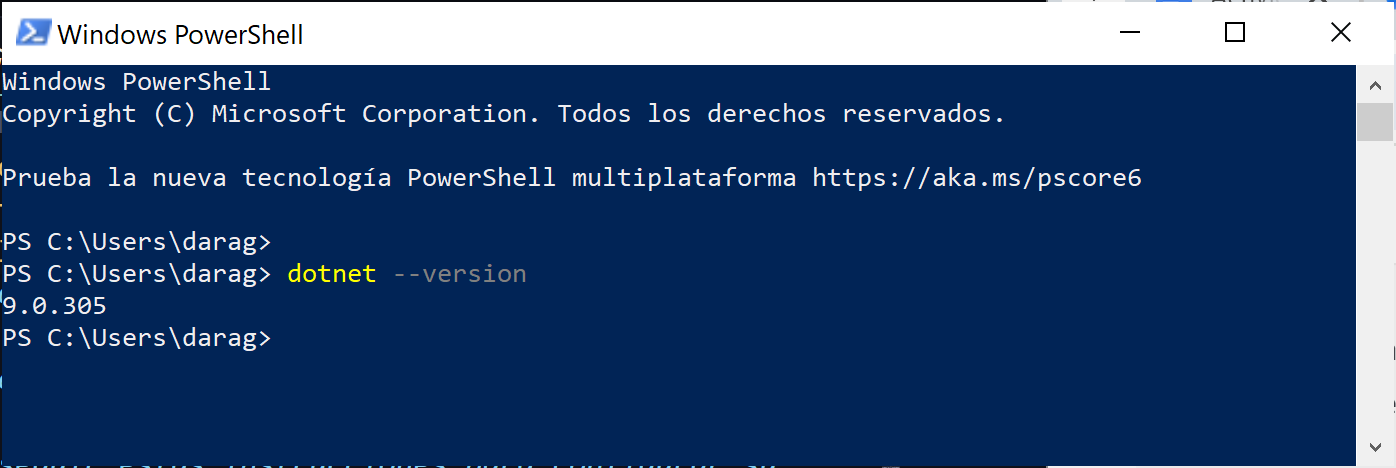 Windows PowerShell
Windows PowerShell
Copyright (C) Microsoft Corporation. Todos los derechos reservados.
Prueba la nueva tecnología PowerShell multiplataforma https://aka.ms/pscore6
PS C:\Users\darag>
PS C:\Users\darag> dotnet --version
9.0.305
PS C:\Users\darag>